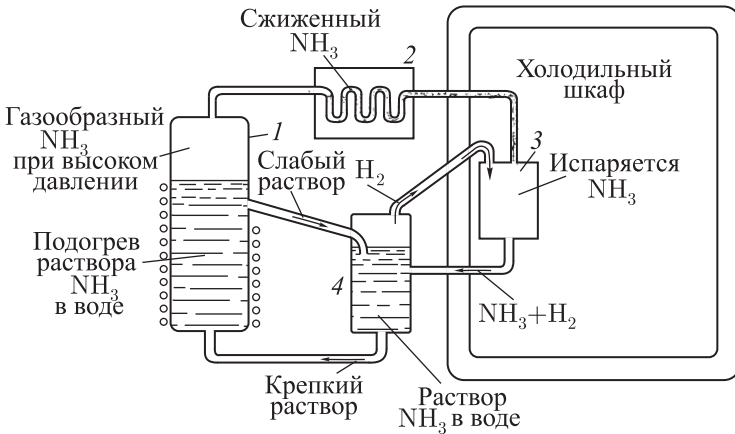 Сжиженный
NH₃
2
Холодильный
шкаф
Газообразный
NH₃
при высоком
давлении
1
Слабый
раствор
H₂
3
Испаряется
NH₃
Подогрев
раствора
NH₃
в воде
4
NH₃+H₂
Крепкий
раствор
Раствор
NH₃ в воде